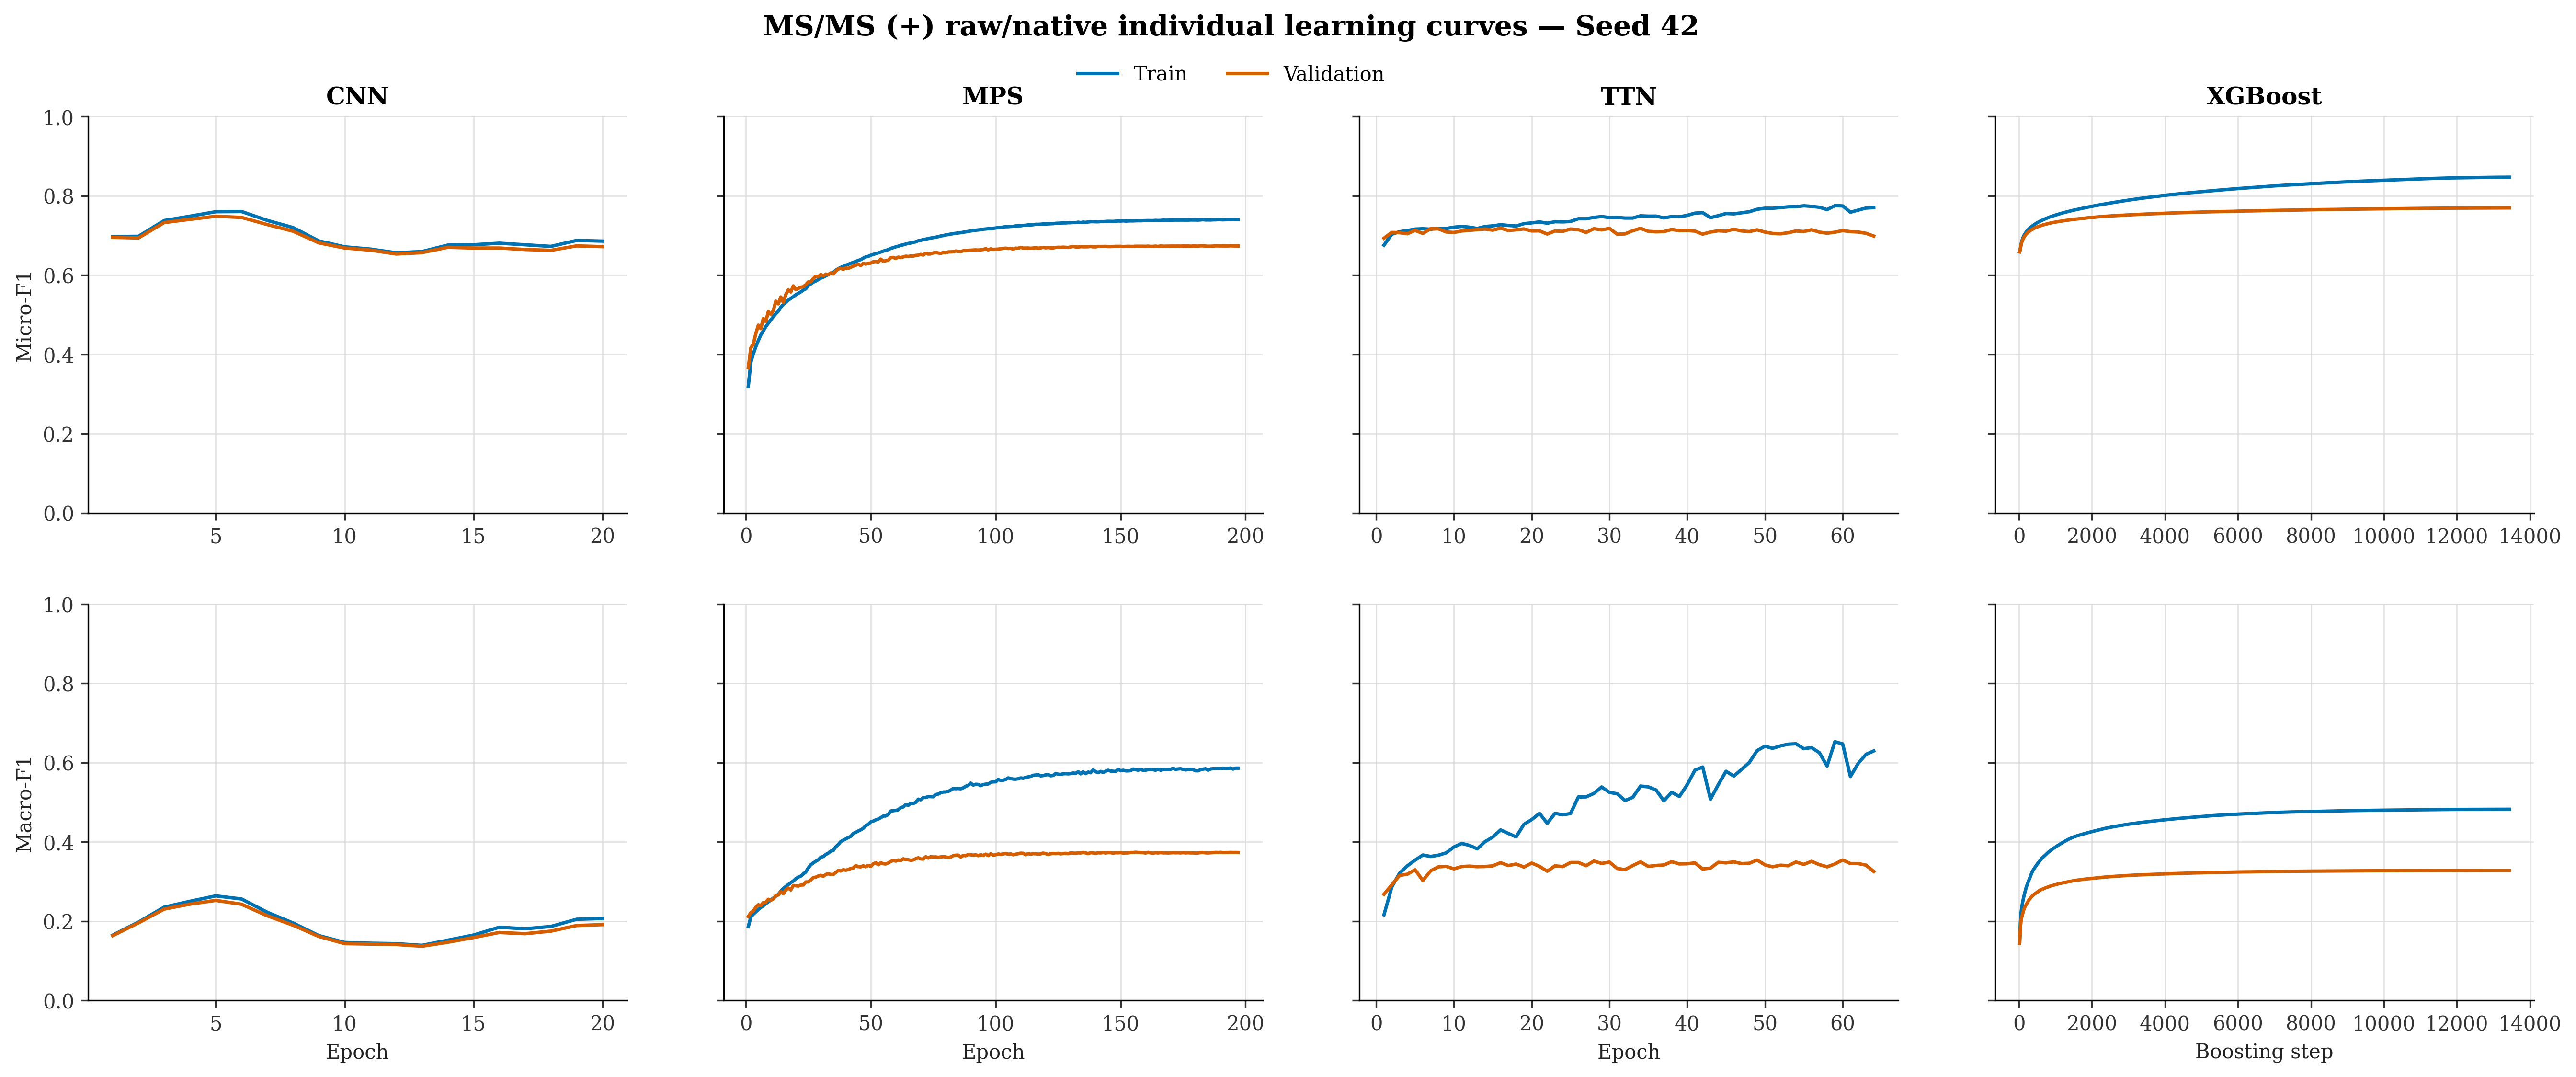 MS/MS (+) raw/native individual learning curves — Seed 42
Train Validation
CNN MPS TTN XGBoost
Micro-F1
1.0
0.8
0.6
0.4
0.2
0.0
5 10 15 20
0 50 100 150 200
0 10 20 30 40 50 60
0 2000 4000 6000 8000 10000 12000 14000
Macro-F1
1.0
0.8
0.6
0.4
0.2
0.0
5 10 15 20
0 50 100 150 200
0 10 20 30 40 50 60
0 2000 4000 6000 8000 10000 12000 14000
Epoch Epoch Epoch Boosting step